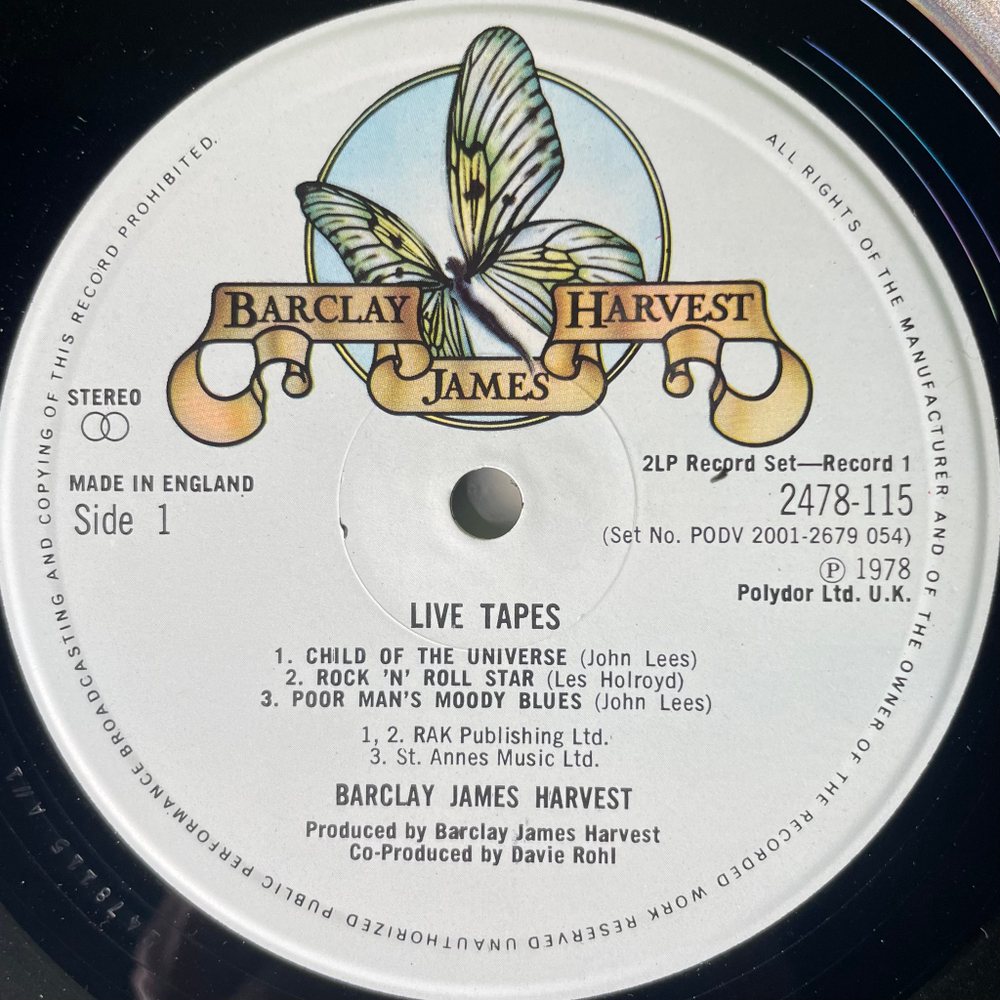 BARCLAY
JAMES
HARVEST
STEREO
MADE IN ENGLAND
Side 1
2LP Record Set—Record 1
2478-115
(Set No. PODV 2001-2679 054)
Ⓟ 1978
Polydor Ltd. U.K.
LIVE TAPES
1. CHILD OF THE UNIVERSE (John Lees)
2. ROCK 'N' ROLL STAR (Les Holroyd)
3. POOR MAN'S MOODY BLUES (John Lees)
1, 2. RAK Publishing Ltd.
3. St. Annes Music Ltd.
BARCLAY JAMES HARVEST
Produced by Barclay James Harvest
Co-Produced by Davie Rohl
ALL RIGHTS OF THE MANUFACTURER AND OF THE OWNER OF THE RECORDED WORK RESERVED UNAUTHORIZED PUBLIC PERFORMANCE BROADCASTING AND COPYING OF THIS RECORD PROHIBITED.